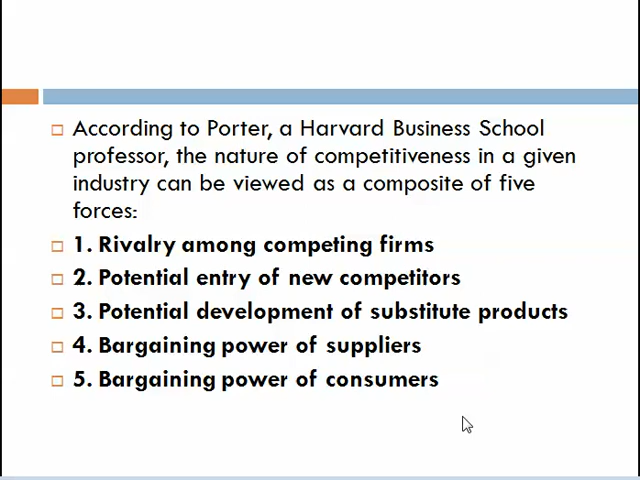 According to Porter, a Harvard Business School
professor, the nature of competitiveness in a given
industry can be viewed as a composite of five
forces:
1. Rivalry among competing firms
2. Potential entry of new competitors
3. Potential development of substitute products
4. Bargaining power of suppliers
5. Bargaining power of consumers